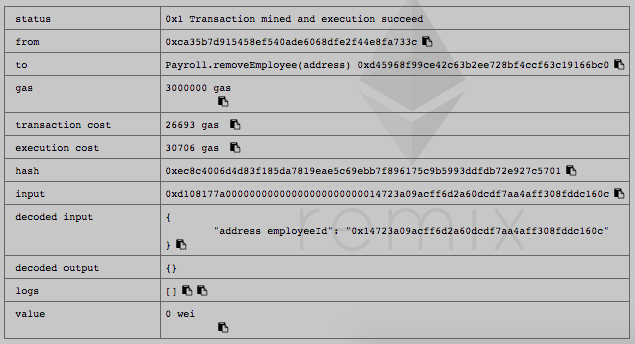 status 0x1 Transaction mined and execution succeed
from 0xca35b7d915458ef540ade6068dfe2f44e8fa733c
to Payroll.removeEmployee(address) 0xd45968f99ce42c63b2ee728bf4ccf63c19166bc0
gas 3000000 gas
transaction cost 26693 gas
execution cost 30706 gas
hash 0xec8c4006d4d83f185da7819eae5c69ebb7f896175c9b5993ddfdb72e927c5701
input 0xd108177a00000000000000000000000014723a09acff6d2a60dcdf7aa4aff308fddc160c
decoded input {
"address employeeId": "0x14723a09acff6d2a60dcdf7aa4aff308fddc160c"
}
remix
decoded output {}
logs []
value 0 wei